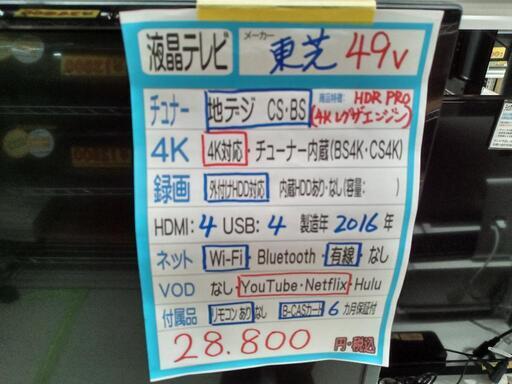 液晶テレビ メーカー 東芝 49v
チュナー 地デジ CS・BS 商品特徴: HDR PRO
(4Kレグザエンジン)
4K 4K対応・チューナー内蔵(BS4K・CS4K)
録画 外付けHDD対応 内蔵HDDあり・なし(容量: )
HDMI: 4 USB: 4 製造年 2016年
ネット Wi-Fi・Bluetooth・有線・なし
VOD なし・YouTube・Netflix・Hulu
付属品 リモコン あり なし B-CASカード 6 カ月保証付
28.800 円・税込